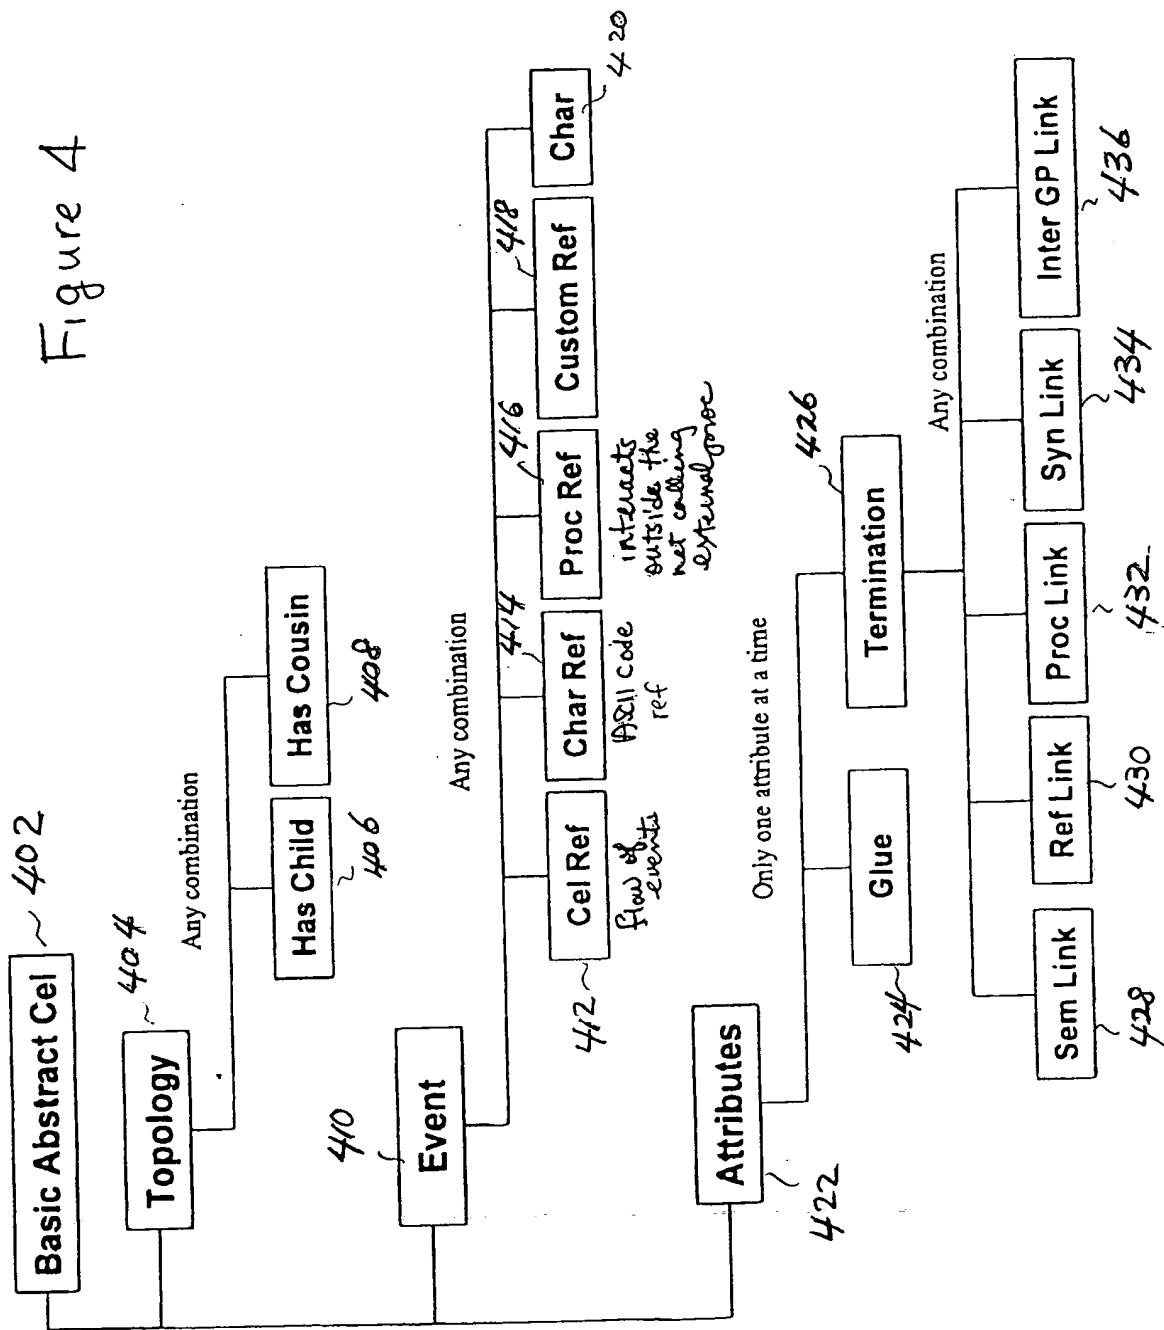 Figure 4
Basic Abstract Cel
402
Topology
404
Any combination
Has Child
406
Has Cousin
408
Event
410
Any combination
Cel Ref
412
flow of
events
Char Ref
414
ASCII Code
ref
Proc Ref
416
interacts
outside the
net calling
external proc
Custom Ref
418
Char
420
Attributes
422
Only one attribute at a time
Glue
424
Termination
426
Any combination
Sem Link
428
Ref Link
430
Proc Link
432
Syn Link
434
Inter GP Link
436